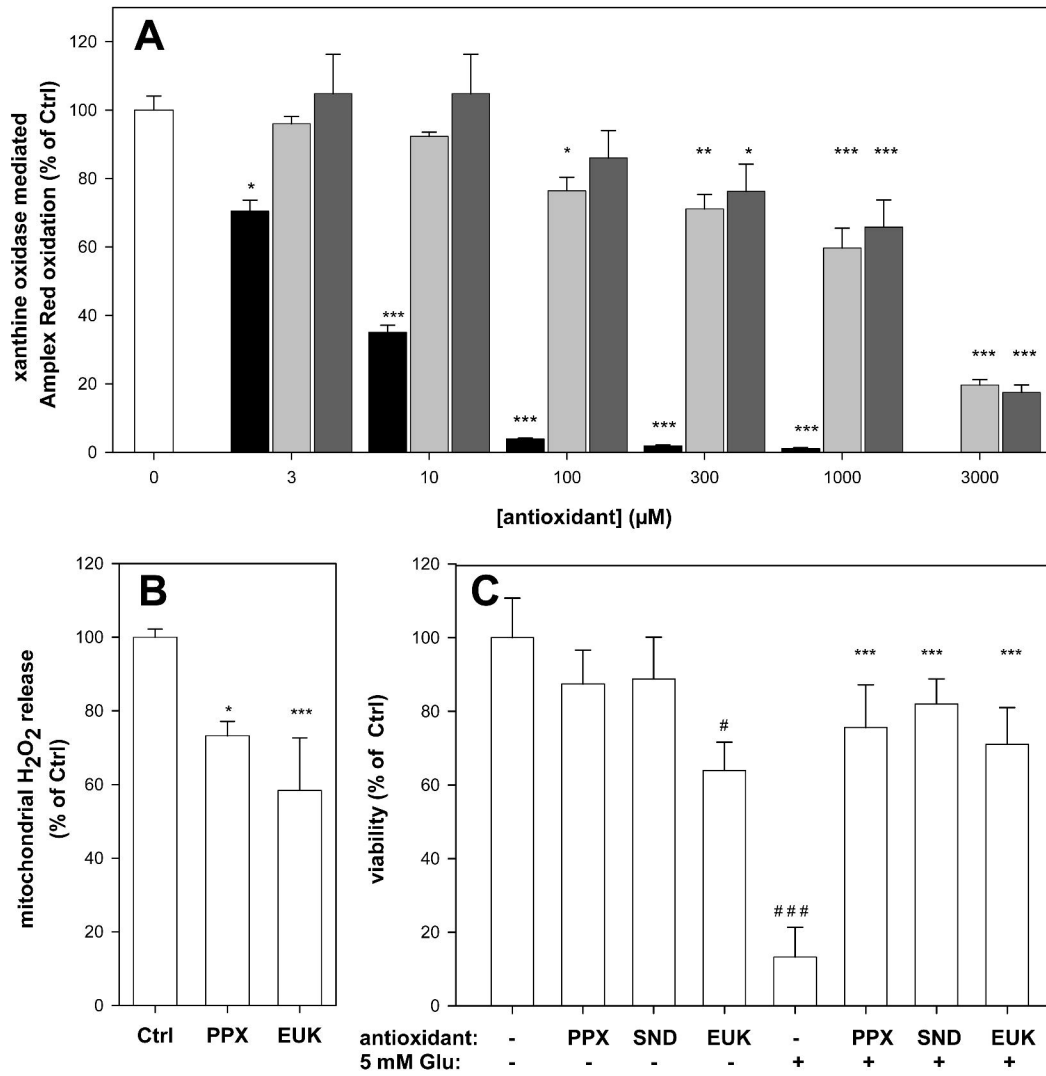 A
xanthine oxidase mediated
Amplex Red oxidation (% of Ctrl)
120
100
80
60
40
20
0
* *** *** *** *** * ** * *** *** *** ***
0 3 10 100 300 1000 3000
[antioxidant] (µM)
B
mitochondrial H2O2 release
(% of Ctrl)
120
100
80
60
40
20
0
* ***
Ctrl PPX EUK
C
viability (% of Ctrl)
120
100
80
60
40
20
0
# ### *** *** ***
antioxidant: - PPX SND EUK - PPX SND EUK
5 mM Glu: - - - - + + + +